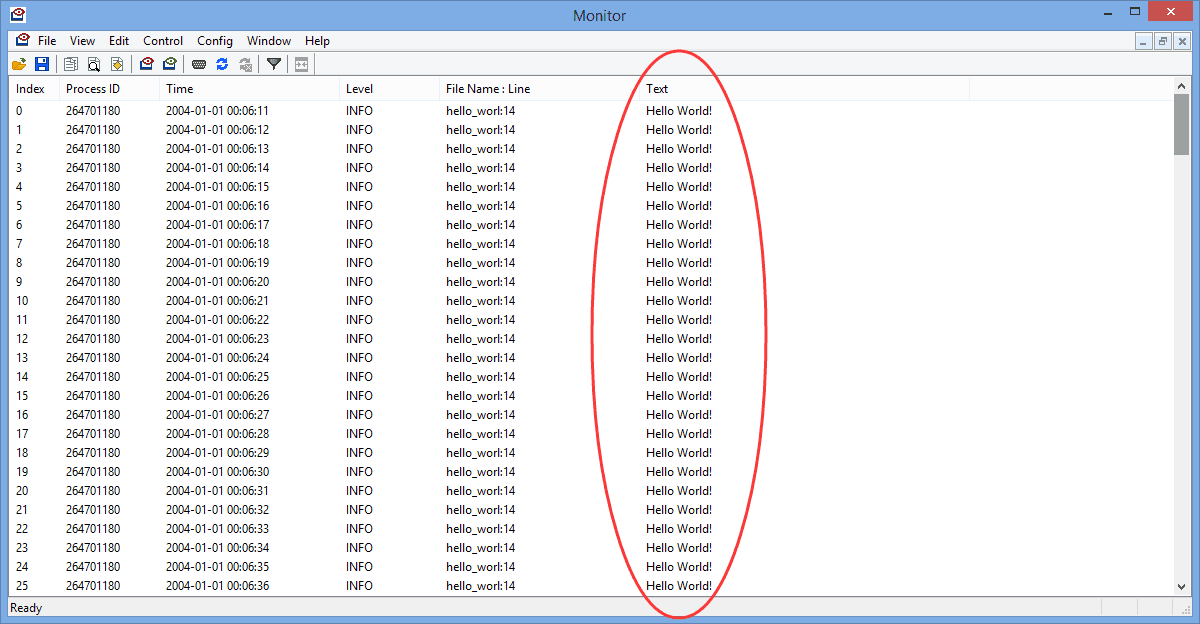 Monitor
File View Edit Control Config Window Help
Index Process ID Time Level File Name : Line Text
0 264701180 2004-01-01 00:06:11 INFO hello_worl:14 Hello World!
1 264701180 2004-01-01 00:06:12 INFO hello_worl:14 Hello World!
2 264701180 2004-01-01 00:06:13 INFO hello_worl:14 Hello World!
3 264701180 2004-01-01 00:06:14 INFO hello_worl:14 Hello World!
4 264701180 2004-01-01 00:06:15 INFO hello_worl:14 Hello World!
5 264701180 2004-01-01 00:06:16 INFO hello_worl:14 Hello World!
6 264701180 2004-01-01 00:06:17 INFO hello_worl:14 Hello World!
7 264701180 2004-01-01 00:06:18 INFO hello_worl:14 Hello World!
8 264701180 2004-01-01 00:06:19 INFO hello_worl:14 Hello World!
9 264701180 2004-01-01 00:06:20 INFO hello_worl:14 Hello World!
10 264701180 2004-01-01 00:06:21 INFO hello_worl:14 Hello World!
11 264701180 2004-01-01 00:06:22 INFO hello_worl:14 Hello World!
12 264701180 2004-01-01 00:06:23 INFO hello_worl:14 Hello World!
13 264701180 2004-01-01 00:06:24 INFO hello_worl:14 Hello World!
14 264701180 2004-01-01 00:06:25 INFO hello_worl:14 Hello World!
15 264701180 2004-01-01 00:06:26 INFO hello_worl:14 Hello World!
16 264701180 2004-01-01 00:06:27 INFO hello_worl:14 Hello World!
17 264701180 2004-01-01 00:06:28 INFO hello_worl:14 Hello World!
18 264701180 2004-01-01 00:06:29 INFO hello_worl:14 Hello World!
19 264701180 2004-01-01 00:06:30 INFO hello_worl:14 Hello World!
20 264701180 2004-01-01 00:06:31 INFO hello_worl:14 Hello World!
21 264701180 2004-01-01 00:06:32 INFO hello_worl:14 Hello World!
22 264701180 2004-01-01 00:06:33 INFO hello_worl:14 Hello World!
23 264701180 2004-01-01 00:06:34 INFO hello_worl:14 Hello World!
24 264701180 2004-01-01 00:06:35 INFO hello_worl:14 Hello World!
25 264701180 2004-01-01 00:06:36 INFO hello_worl:14 Hello World!
Ready